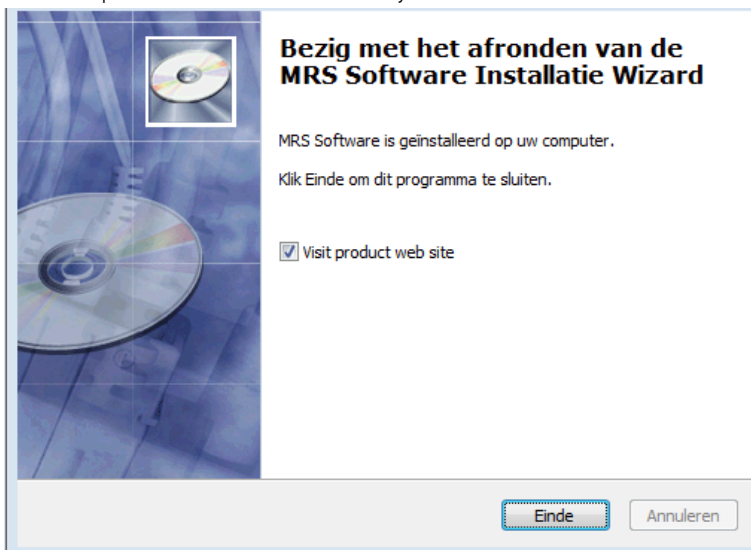 Bezig met het afronden van de
MRS Software Installatie Wizard
MRS Software is geïnstalleerd op uw computer.
Klik Einde om dit programma te sluiten.
Visit product web site
Einde
Annuleren